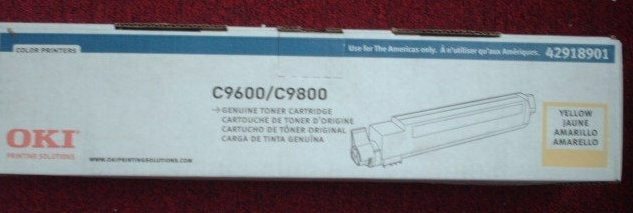 COLOR PRINTERS
Use for The Americas only. À n'utiliser qu'aux Amériques. 42918901
C9600/C9800
→GENUINE TONER CARTRIDGE
CARTOUCHE DE TONER D'ORIGINE
CARTUCHO DE TÓNER ORIGINAL
CARGA DE TINTA GENUÍNA
YELLOW
JAUNE
AMARILLO
AMARELLO
OKI
PRINTING SOLUTIONS
WWW.OKIPRINTINGSOLUTIONS.COM